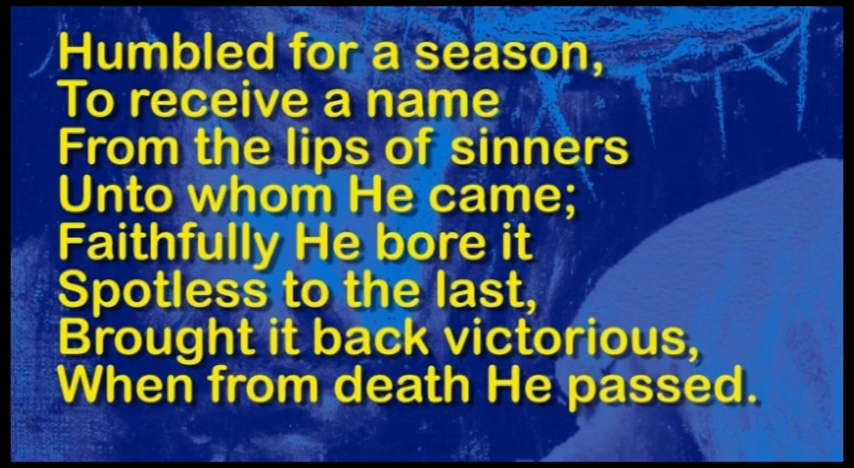 Humbled for a season,
To receive a name
From the lips of sinners
Unto whom He came;
Faithfully He bore it
Spotless to the last,
Brought it back victorious,
When from death He passed.